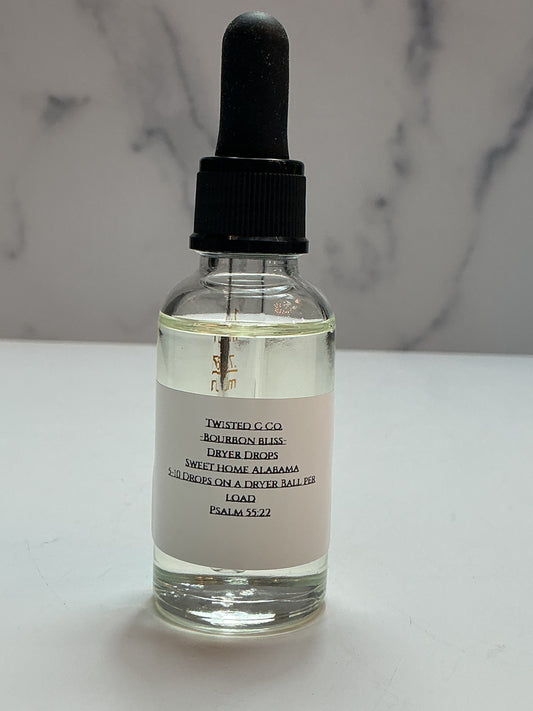 Twisted C Co
-Bourbon bliss-
Dryer Drops
Sweet home Alabama
5-10 Drops on a dryer Ball per
load
Psalm 55:22